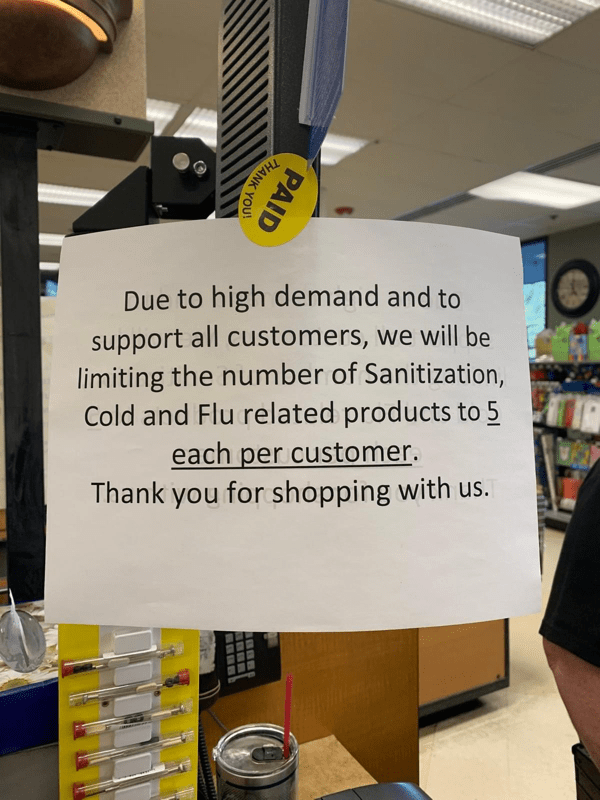 PAID
THANK YOU!
Due to high demand and to
support all customers, we will be
limiting the number of Sanitization,
Cold and Flu related products to 5
each per customer.
Thank you for shopping with us.